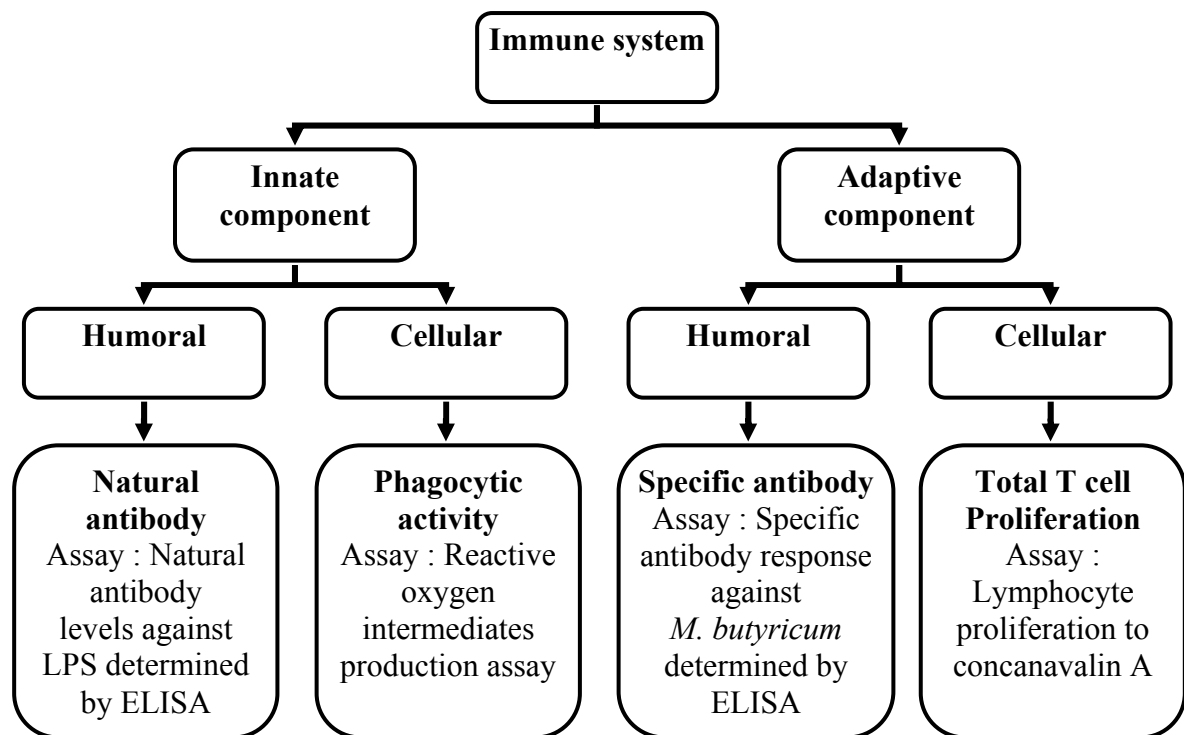 Immune system
Innate
component
Adaptive
component
Humoral
Cellular
Humoral
Cellular
Natural
antibody
Assay : Natural
antibody
levels against
LPS determined
by ELISA
Phagocytic
activity
Assay : Reactive
oxygen
intermediates
production assay
Specific antibody
Assay : Specific
antibody response
against
M. butyricum
determined by
ELISA
Total T cell
Proliferation
Assay :
Lymphocyte
proliferation to
concanavalin A